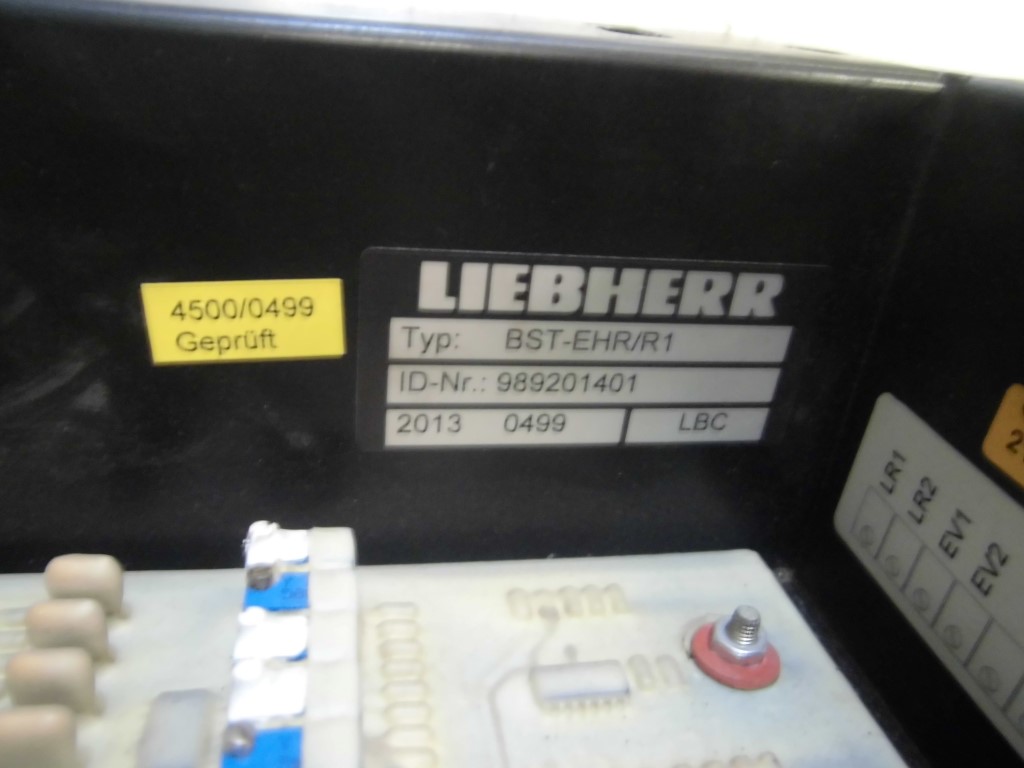 4500/0499
Geprüft
LIEBHERR
Typ: BST-EHR/R1
ID-Nr.: 989201401
2013 0499 LBC
LR1
LR2
EV1
EV2